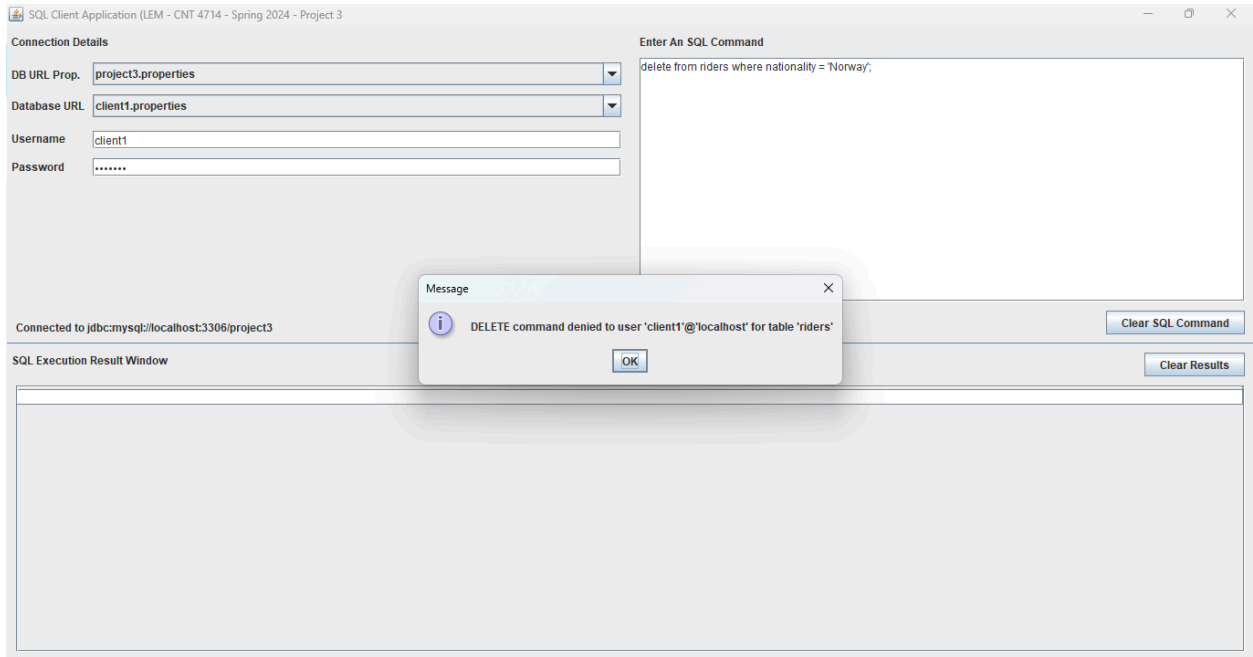 SQL Client Application (LEM - CNT 4714 - Spring 2024 - Project 3
Connection Details
DB URL Prop. project3.properties
Database URL client1.properties
Username client1
Password •••••••
Connected to jdbc:mysql://localhost:3306/project3
Enter An SQL Command
delete from riders where nationality = 'Norway';
Clear SQL Command
Message
DELETE command denied to user 'client1'@'localhost' for table 'riders'
OK
SQL Execution Result Window
Clear Results